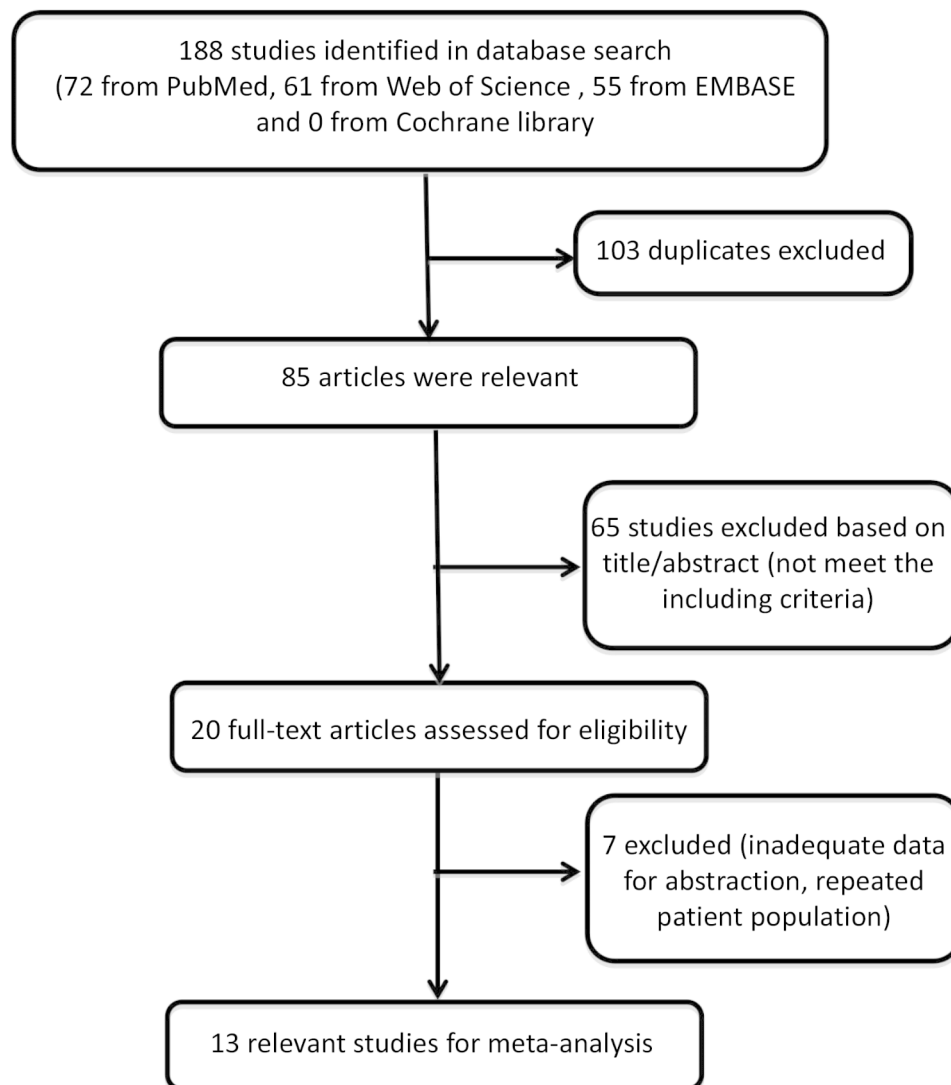 188 studies identified in database search
(72 from PubMed, 61 from Web of Science , 55 from EMBASE
and 0 from Cochrane library
103 duplicates excluded
85 articles were relevant
65 studies excluded based on
title/abstract (not meet the
including criteria)
20 full-text articles assessed for eligibility
7 excluded (inadequate data
for abstraction, repeated
patient population)
13 relevant studies for meta-analysis